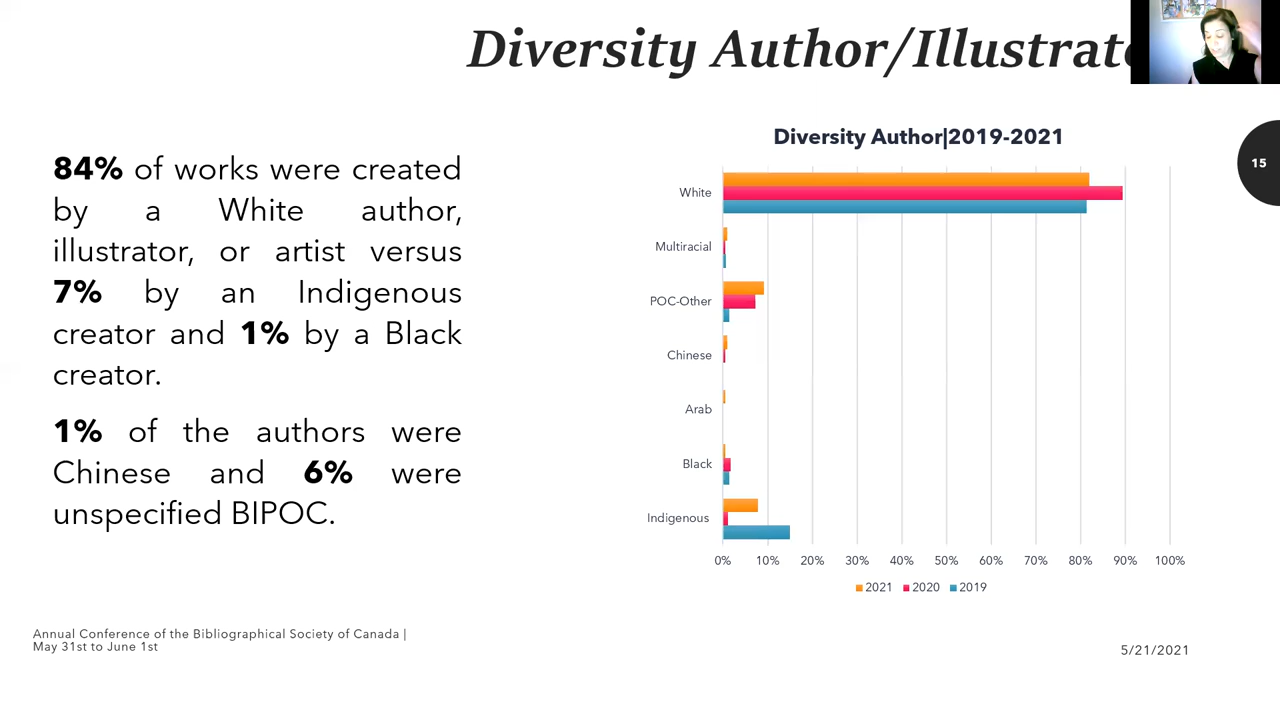 Diversity Author/Illustrat
84% of works were created
by a White author,
illustrator, or artist versus
7% by an Indigenous
creator and 1% by a Black
creator.
1% of the authors were
Chinese and 6% were
unspecified BIPOC.
Diversity Author|2019-2021
White
Multiracial
POC-Other
Chinese
Arab
Black
Indigenous
0% 10% 20% 30% 40% 50% 60% 70% 80% 90% 100%
2021 2020 2019
15
Annual Conference of the Bibliographical Society of Canada |
May 31st to June 1st
5/21/2021